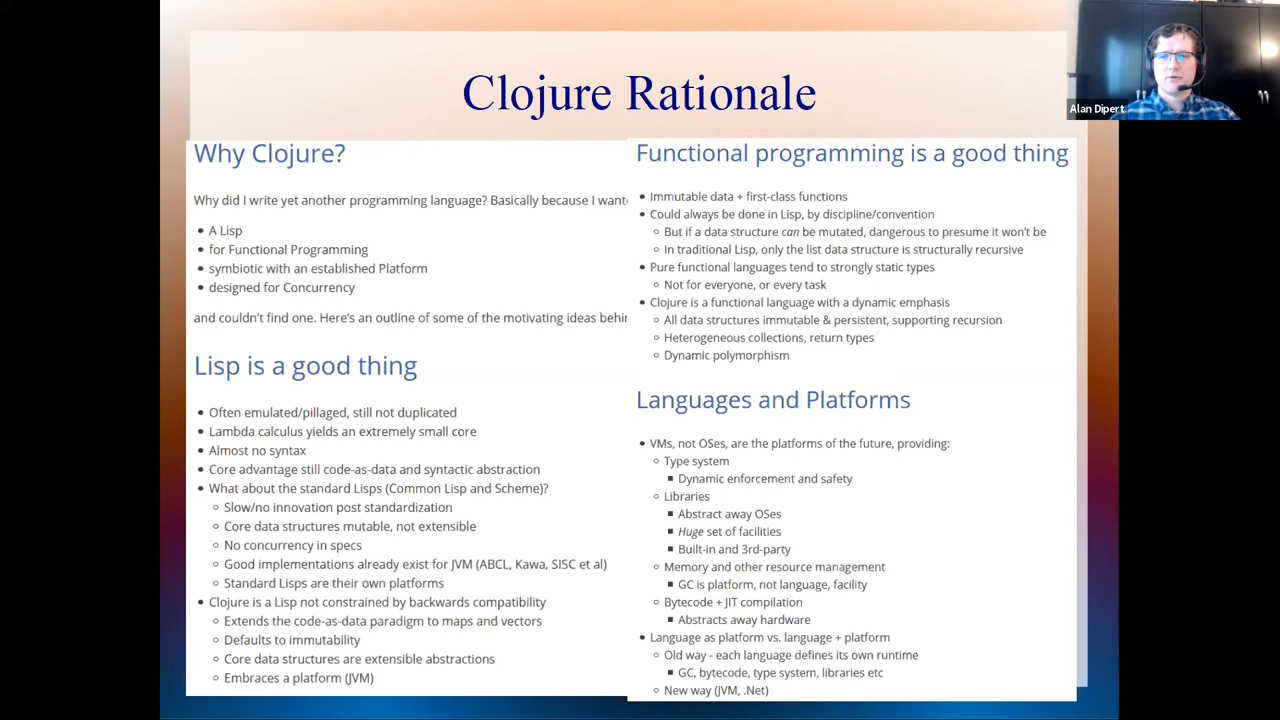 Clojure Rationale
Alan Dipert
Why Clojure?
Why did I write yet another programming language? Basically because I want
A Lisp
for Functional Programming
symbiotic with an established Platform
designed for Concurrency
and couldn't find one. Here's an outline of some of the motivating ideas behin
Lisp is a good thing
Often emulated/pillaged, still not duplicated
Lambda calculus yields an extremely small core
Almost no syntax
Core advantage still code-as-data and syntactic abstraction
What about the standard Lisps (Common Lisp and Scheme)?
Slow/no innovation post standardization
Core data structures mutable, not extensible
No concurrency in specs
Good implementations already exist for JVM (ABCL, Kawa, SISC et al)
Standard Lisps are their own platforms
Clojure is a Lisp not constrained by backwards compatibility
Extends the code-as-data paradigm to maps and vectors
Defaults to immutability
Core data structures are extensible abstractions
Embraces a platform (JVM)
Functional programming is a good thing
Immutable data + first-class functions
Could always be done in Lisp, by discipline/convention
But if a data structure can be mutated, dangerous to presume it won't be
In traditional Lisp, only the list data structure is structurally recursive
Pure functional languages tend to strongly static types
Not for everyone, or every task
Clojure is a functional language with a dynamic emphasis
All data structures immutable & persistent, supporting recursion
Heterogeneous collections, return types
Dynamic polymorphism
Languages and Platforms
VMs, not OSes, are the platforms of the future, providing:
Type system
Dynamic enforcement and safety
Libraries
Abstract away OSes
Huge set of facilities
Built-in and 3rd-party
Memory and other resource management
GC is platform, not language, facility
Bytecode + JIT compilation
Abstracts away hardware
Language as platform vs. language + platform
Old way - each language defines its own runtime
GC, bytecode, type system, libraries etc
New way (JVM, .Net)